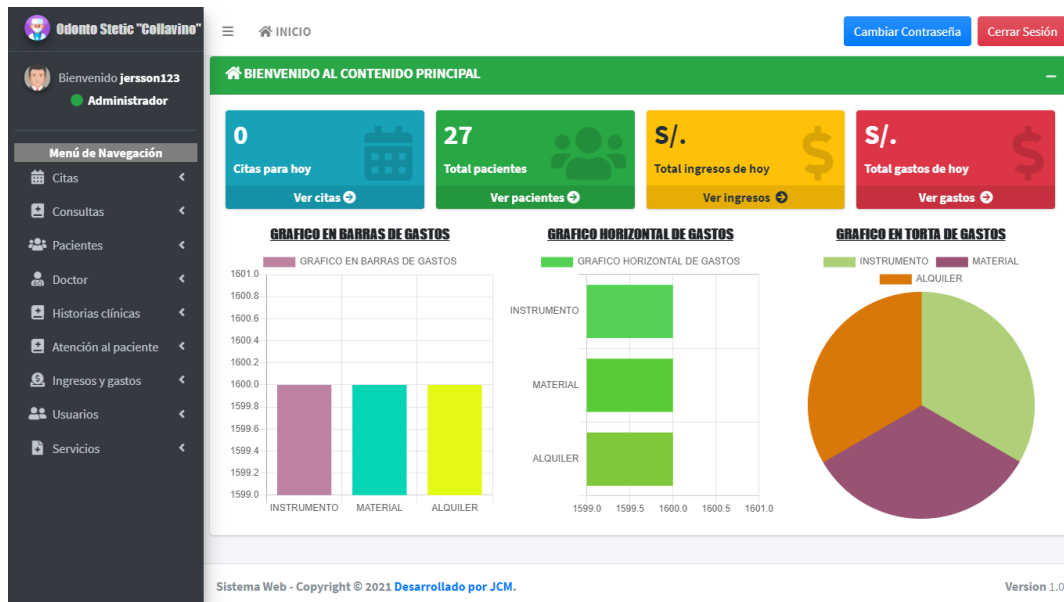 Odonto Stetic "Collavino"
INICIO
Cambiar Contraseña
Cerrar Sesión
Bienvenido jersson123
Administrador
Menú de Navegación
Citas
Consultas
Pacientes
Doctor
Historias clínicas
Atención al paciente
Ingresos y gastos
Usuarios
Servicios
BIENVENIDO AL CONTENIDO PRINCIPAL
0
Citas para hoy
Ver citas
27
Total pacientes
Ver pacientes
S/.
Total ingresos de hoy
Ver ingresos
S/.
Total gastos de hoy
Ver gastos
GRAFICO EN BARRAS DE GASTOS
GRAFICO EN BARRAS DE GASTOS
1601.0
1600.8
1600.6
1600.4
1600.2
1600.0
1599.8
1599.6
1599.4
1599.2
1599.0
INSTRUMENTO MATERIAL ALQUILER
GRAFICO HORIZONTAL DE GASTOS
GRAFICO HORIZONTAL DE GASTOS
INSTRUMENTO
MATERIAL
ALQUILER
1599.0 1599.5 1600.0 1600.5 1601.0
GRAFICO EN TORTA DE GASTOS
INSTRUMENTO MATERIAL
ALQUILER
Sistema Web - Copyright © 2021 Desarrollado por JCM.
Version 1.0